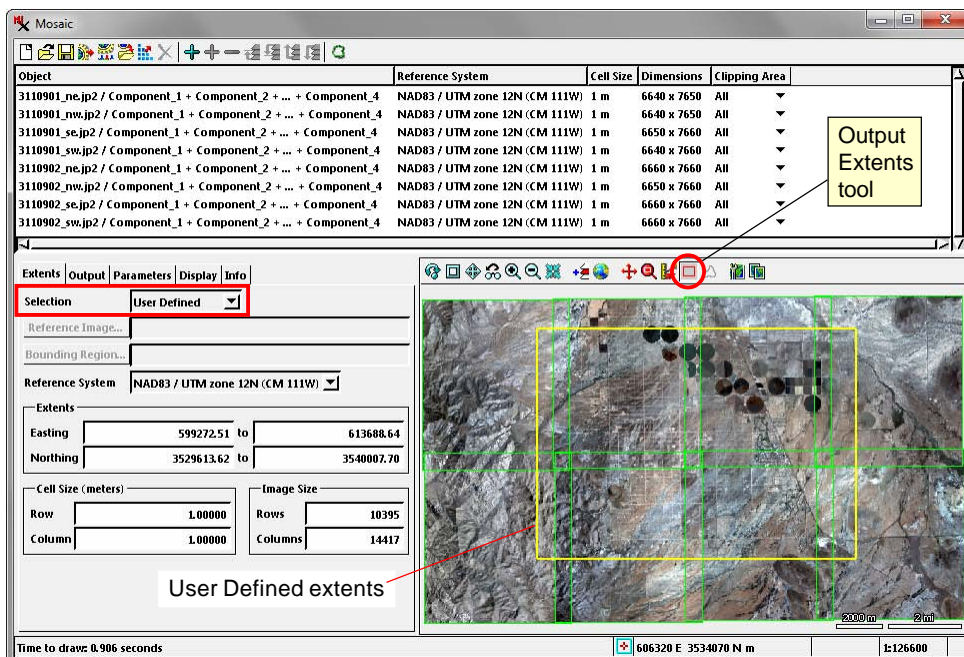 Mosaic
Object Reference System Cell Size Dimensions Clipping Area
3110901_ne.jp2 / Component_1 + Component_2 + ... + Component_4 NAD83 / UTM zone 12N (CM 111W) 1 m 6640 x 7650 All
3110901_nw.jp2 / Component_1 + Component_2 + ... + Component_4 NAD83 / UTM zone 12N (CM 111W) 1 m 6640 x 7650 All
3110901_se.jp2 / Component_1 + Component_2 + ... + Component_4 NAD83 / UTM zone 12N (CM 111W) 1 m 6650 x 7660 All
3110901_sw.jp2 / Component_1 + Component_2 + ... + Component_4 NAD83 / UTM zone 12N (CM 111W) 1 m 6640 x 7660 All
3110902_ne.jp2 / Component_1 + Component_2 + ... + Component_4 NAD83 / UTM zone 12N (CM 111W) 1 m 6660 x 7660 All
3110902_nw.jp2 / Component_1 + Component_2 + ... + Component_4 NAD83 / UTM zone 12N (CM 111W) 1 m 6650 x 7660 All
3110902_se.jp2 / Component_1 + Component_2 + ... + Component_4 NAD83 / UTM zone 12N (CM 111W) 1 m 6660 x 7660 All
3110902_sw.jp2 / Component_1 + Component_2 + ... + Component_4 NAD83 / UTM zone 12N (CM 111W) 1 m 6660 x 7660 All
Output
Extents
tool
Extents Output Parameters Display Info
Selection User Defined
Reference Image...
Bounding Region...
Reference System NAD83 / UTM zone 12N (CM 111W)
Extents
Easting 599272.51 to 613688.64
Northing 3529613.62 to 3540007.70
Cell Size (meters) Image Size
Row 1.00000 Rows 10395
Column 1.00000 Columns 14417
User Defined extents
2000 m 2 mi
Time to draw: 0.906 seconds 606320 E 3534070 N m 1:126600